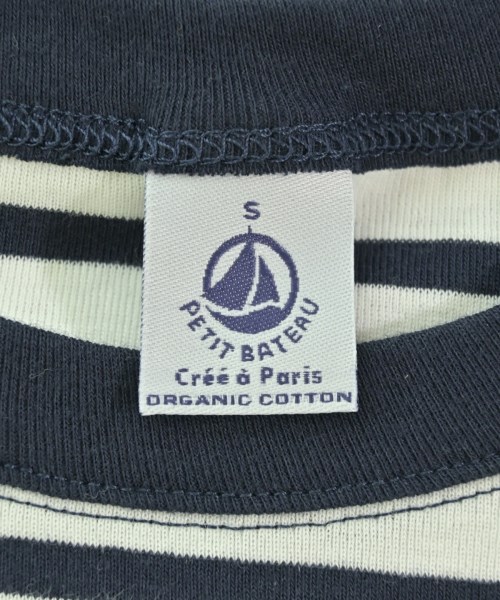 S
PETIT BATEAU
Créé à Paris
ORGANIC COTTON